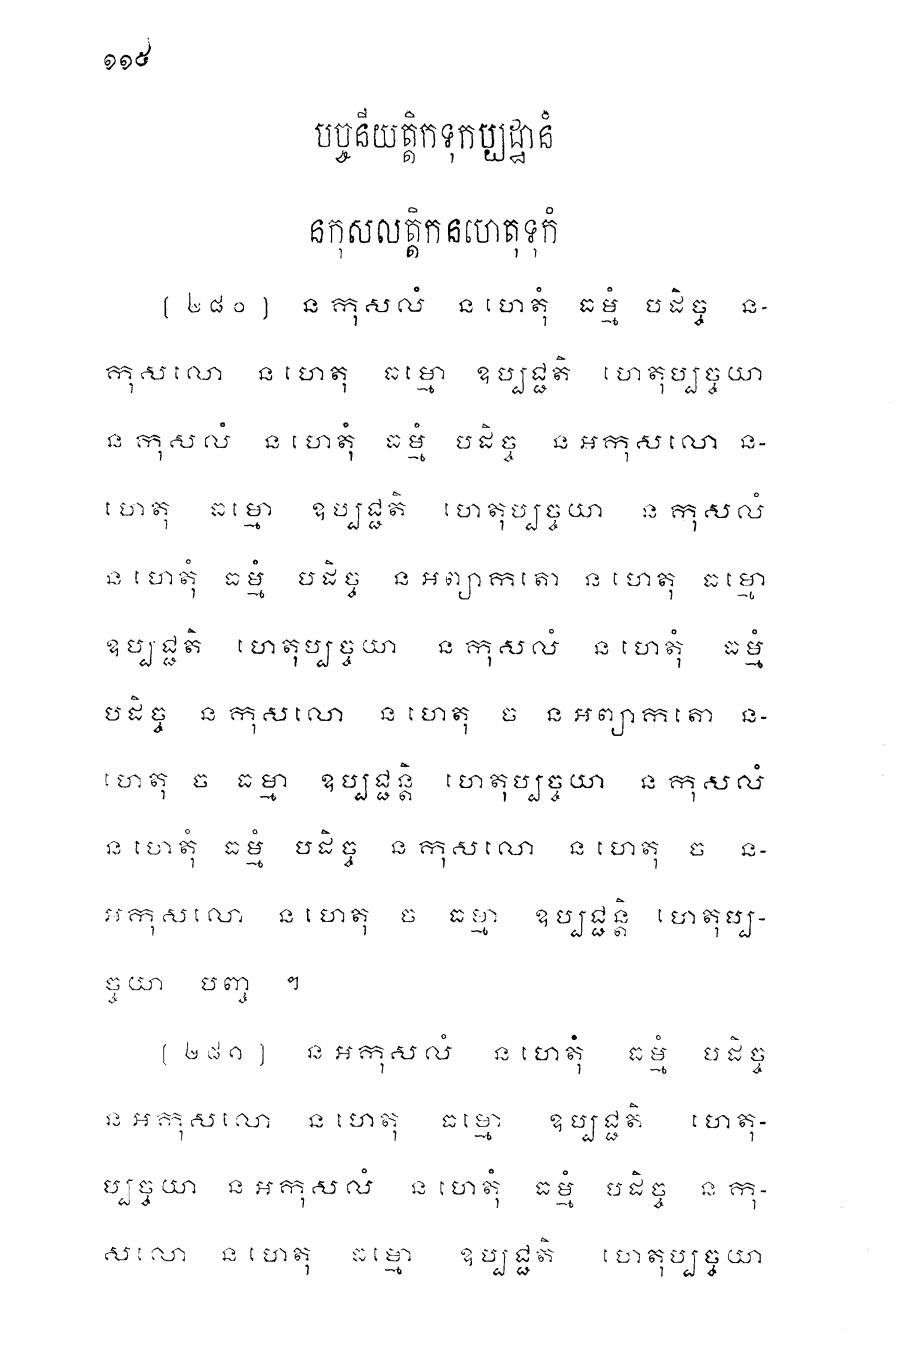 ១១៥
បច្ចនីយត្តិកទុកប្បដ្ឋានំ
នកុសលត្តិកនហេតុទុកំ
[២៨០] នកុសលំ នហេតុំ ធម្មំ បដិច្ច ន-
កុសលោ នហេតុ ធម្មោ ឧប្បជ្ជតិ ហេតុប្បច្ចយា
នកុសលំ នហេតុំ ធម្មំ បដិច្ច នអកុសលោ ន-
ហេតុ ធម្មោ ឧប្បជ្ជតិ ហេតុប្បច្ចយា នកុសលំ
នហេតុំ ធម្មំ បដិច្ច នអព្យាកតោ នហេតុ ធម្មោ
ឧប្បជ្ជតិ ហេតុប្បច្ចយា នកុសលំ នហេតុំ ធម្មំ
បដិច្ច នកុសលោ នហេតុ ច នអព្យាកតោ ន-
ហេតុ ច ធម្មា ឧប្បជ្ជន្តិ ហេតុប្បច្ចយា នកុសលំ
នហេតុំ ធម្មំ បដិច្ច នកុសលោ នហេតុ ច ន-
អកុសលោ នហេតុ ច ធម្មា ឧប្បជ្ជន្តិ ហេតុប្ប-
ច្ចយា បញ្ច ។
[២៨១] នអកុសលំ នហេតុំ ធម្មំ បដិច្ច
នអកុសលោ នហេតុ ធម្មោ ឧប្បជ្ជតិ ហេតុ-
ប្បច្ចយា នអកុសលំ នហេតុំ ធម្មំ បដិច្ច នកុ-
សលោ នហេតុ ធម្មោ ឧប្បជ្ជតិ ហេតុប្បច្ចយា